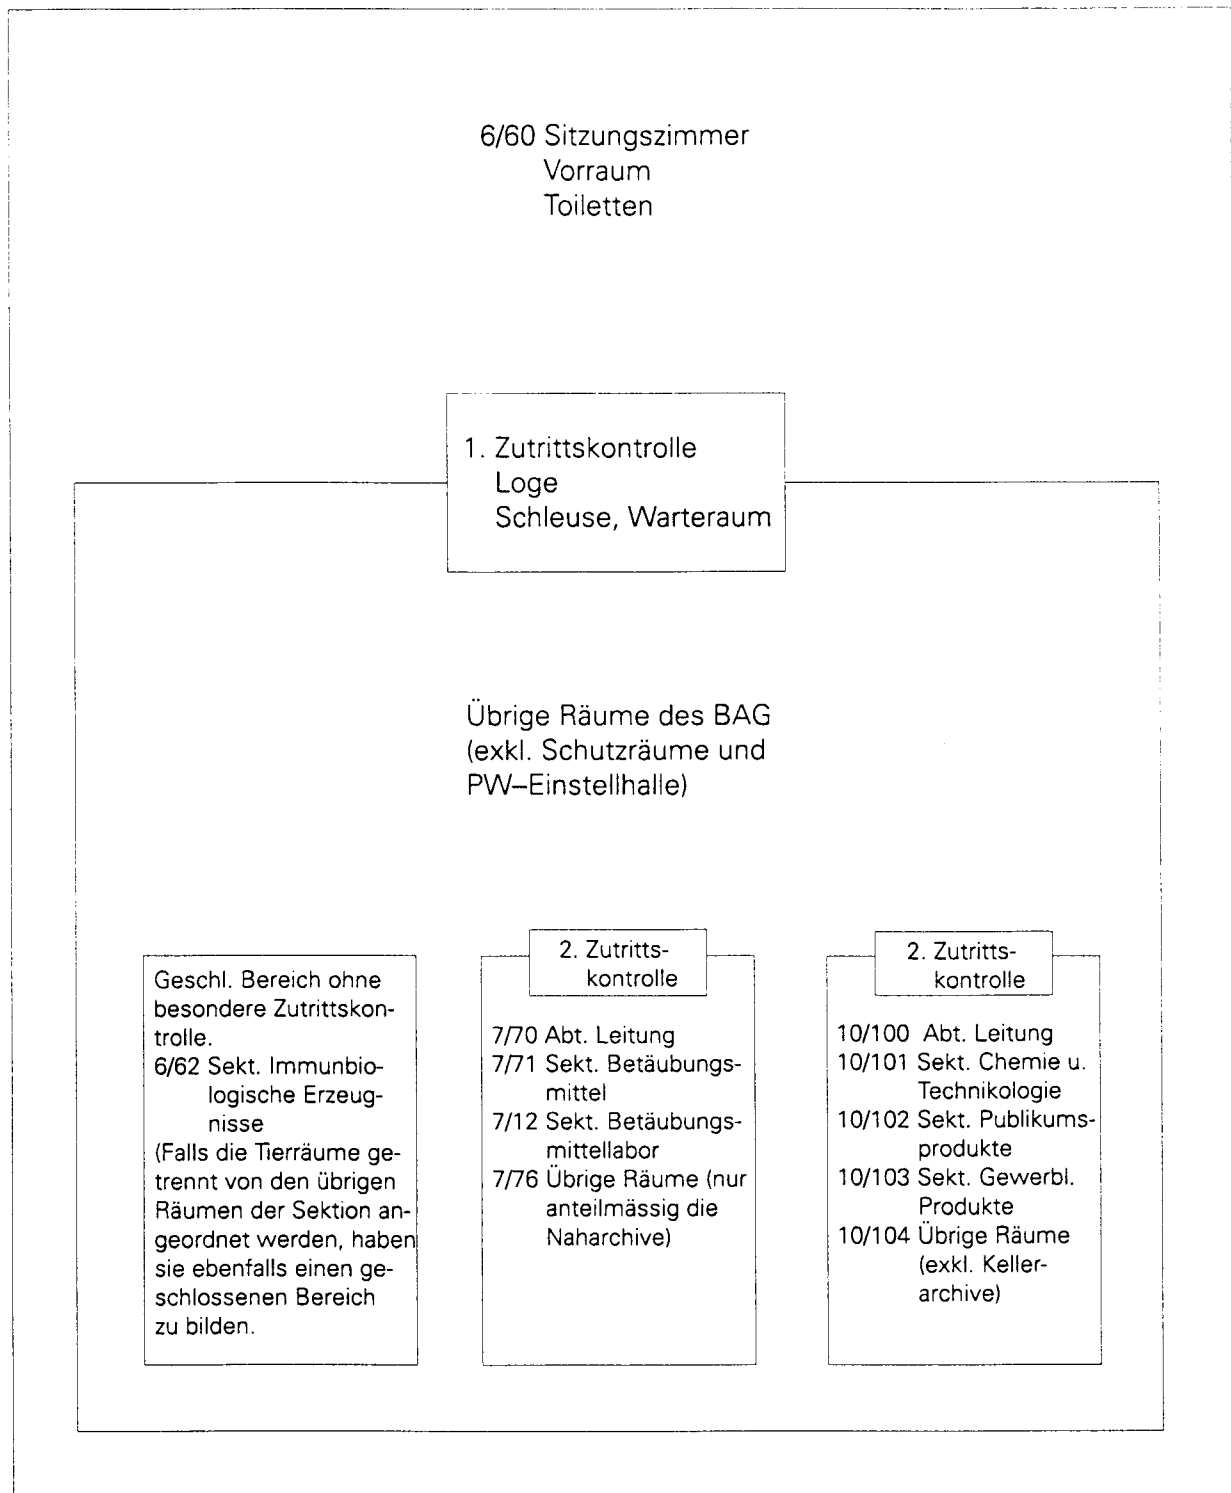 6/60 Sitzungszimmer
Vorraum
Toiletten
1. Zutrittskontrolle
Loge
Schleuse, Warteraum
Übrige Räume des BAG
(exkl. Schutzräume und
PW–Einstellhalle)
Geschl. Bereich ohne
besondere Zutrittskon-
trolle.
6/62 Sekt. Immunbio-
logische Erzeug-
nisse
(Falls die Tierräume ge-
trennt von den übrigen
Räumen der Sektion an-
geordnet werden, haben
sie ebenfalls einen ge-
schlossenen Bereich
zu bilden.
2. Zutritts-
kontrolle
7/70 Abt. Leitung
7/71 Sekt. Betäubungs-
mittel
7/12 Sekt. Betäubungs-
mittellabor
7/76 Übrige Räume (nur
anteilmässig die
Naharchive)
2. Zutritts-
kontrolle
10/100 Abt. Leitung
10/101 Sekt. Chemie u.
Technikologie
10/102 Sekt. Publikums-
produkte
10/103 Sekt. Gewerbl.
Produkte
10/104 Übrige Räume
(exkl. Keller-
archive)